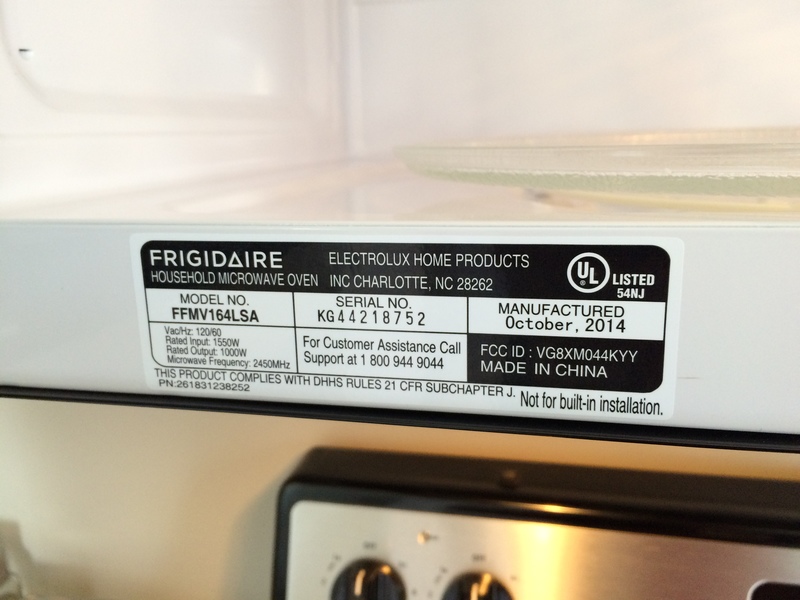 FRIGIDAIRE
HOUSEHOLD MICROWAVE OVEN
ELECTROLUX HOME PRODUCTS
INC CHARLOTTE, NC 28262
UL LISTED
54NJ
MODEL NO.
FFMV164LSA
SERIAL NO.
KG44218752
MANUFACTURED
October, 2014
Vac/Hz: 120/60
Rated Input: 1550W
Rated Output: 1000W
Microwave Frequency: 2450MHz
For Customer Assistance Call
Support at 1 800 944 9044
FCC ID : VG8XM044KYY
MADE IN CHINA
THIS PRODUCT COMPLIES WITH DHHS RULES 21 CFR SUBCHAPTER J.
PN:261831238252
Not for built-in installation.